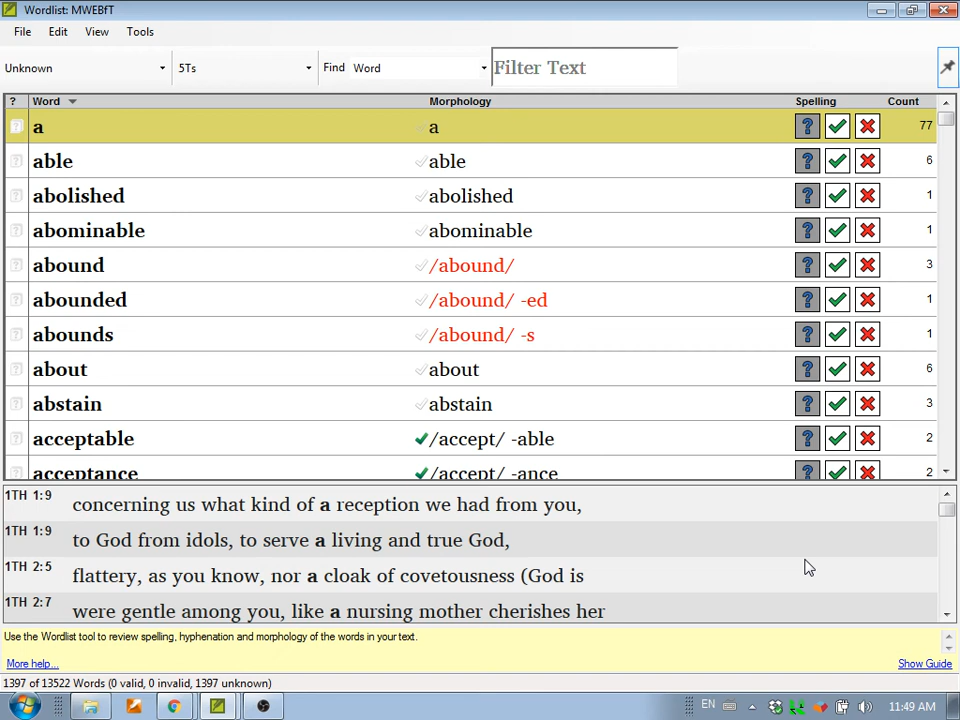 Wordlist: MWEBfT
File Edit View Tools
Unknown 5Ts Find Word Filter Text
? Word Morphology Spelling Count
a a 77
able able 6
abolished abolished 1
abominable abominable 1
abound /abound/ 3
abounded /abound/ -ed 1
abounds /abound/ -s 1
about about 6
abstain abstain 3
acceptable /accept/ -able 2
acceptance /accept/ -ance 2
1TH 1:9 concerning us what kind of a reception we had from you,
1TH 1:9 to God from idols, to serve a living and true God,
1TH 2:5 flattery, as you know, nor a cloak of covetousness (God is
1TH 2:7 were gentle among you, like a nursing mother cherishes her
Use the Wordlist tool to review spelling, hyphenation and morphology of the words in your text.
More help... Show Guide
1397 of 13522 Words (0 valid, 0 invalid, 1397 unknown)
EN 11:49 AM